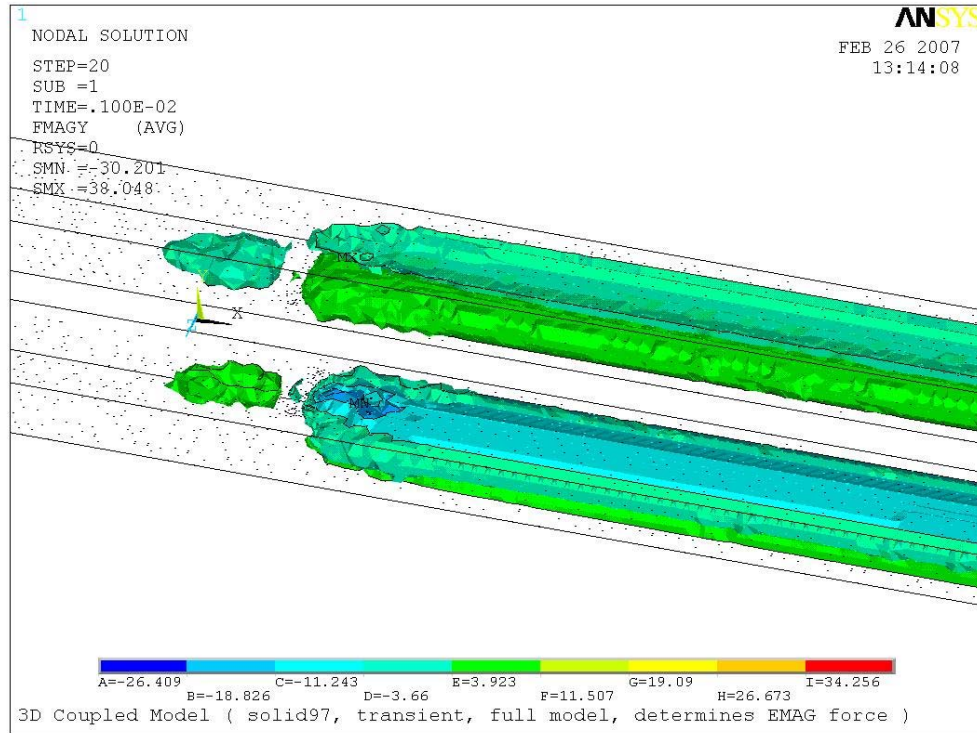 1
ANSYS
NODAL SOLUTION
FEB 26 2007
13:14:08
STEP=20
SUB =1
TIME=.100E-02
FMAGY (AVG)
RSYS=0
SMN =-30.201
SMX =38.048
MX
X
Z
MN
A=-26.409 C=-11.243 E=3.923 G=19.09 I=34.256
B=-18.826 D=-3.66 F=11.507 H=26.673
3D Coupled Model ( solid97, transient, full model, determines EMAG force )